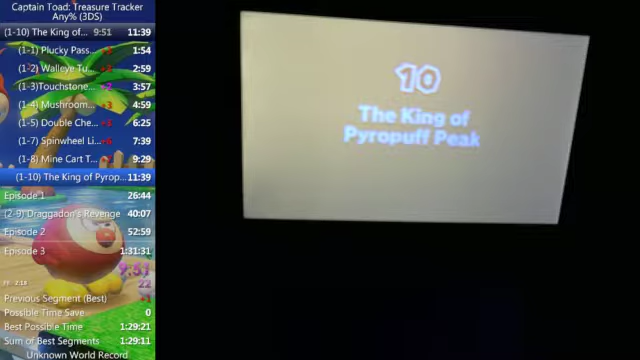 Captain Toad: Treasure Tracker
Any% (3DS)
(1-10) The King of... 9:51 11:39
(1-1) Plucky Pass... 1:54
(1-2) Walleye Tu... 2:59
(1-3)Touchstone... 3:57
(1-4) Mushroom... 4:59
(1-5) Double Che... 6:25
(1-7) Spinwheel Li... 7:39
(1-8) Mine Cart T... 9:29
(1-10) The King of Pyrop... 11:39
Episode 1 26:44
(2-9) Draggadon's Revenge 40:07
Episode 2 52:59
Episode 3 1:31:31
9:51
22
Previous Segment (Best)
Possible Time Save 0
Best Possible Time 1:29:21
Sum of Best Segments 1:29:11
Unknown World Record
10
The King of
Pyropuff Peak